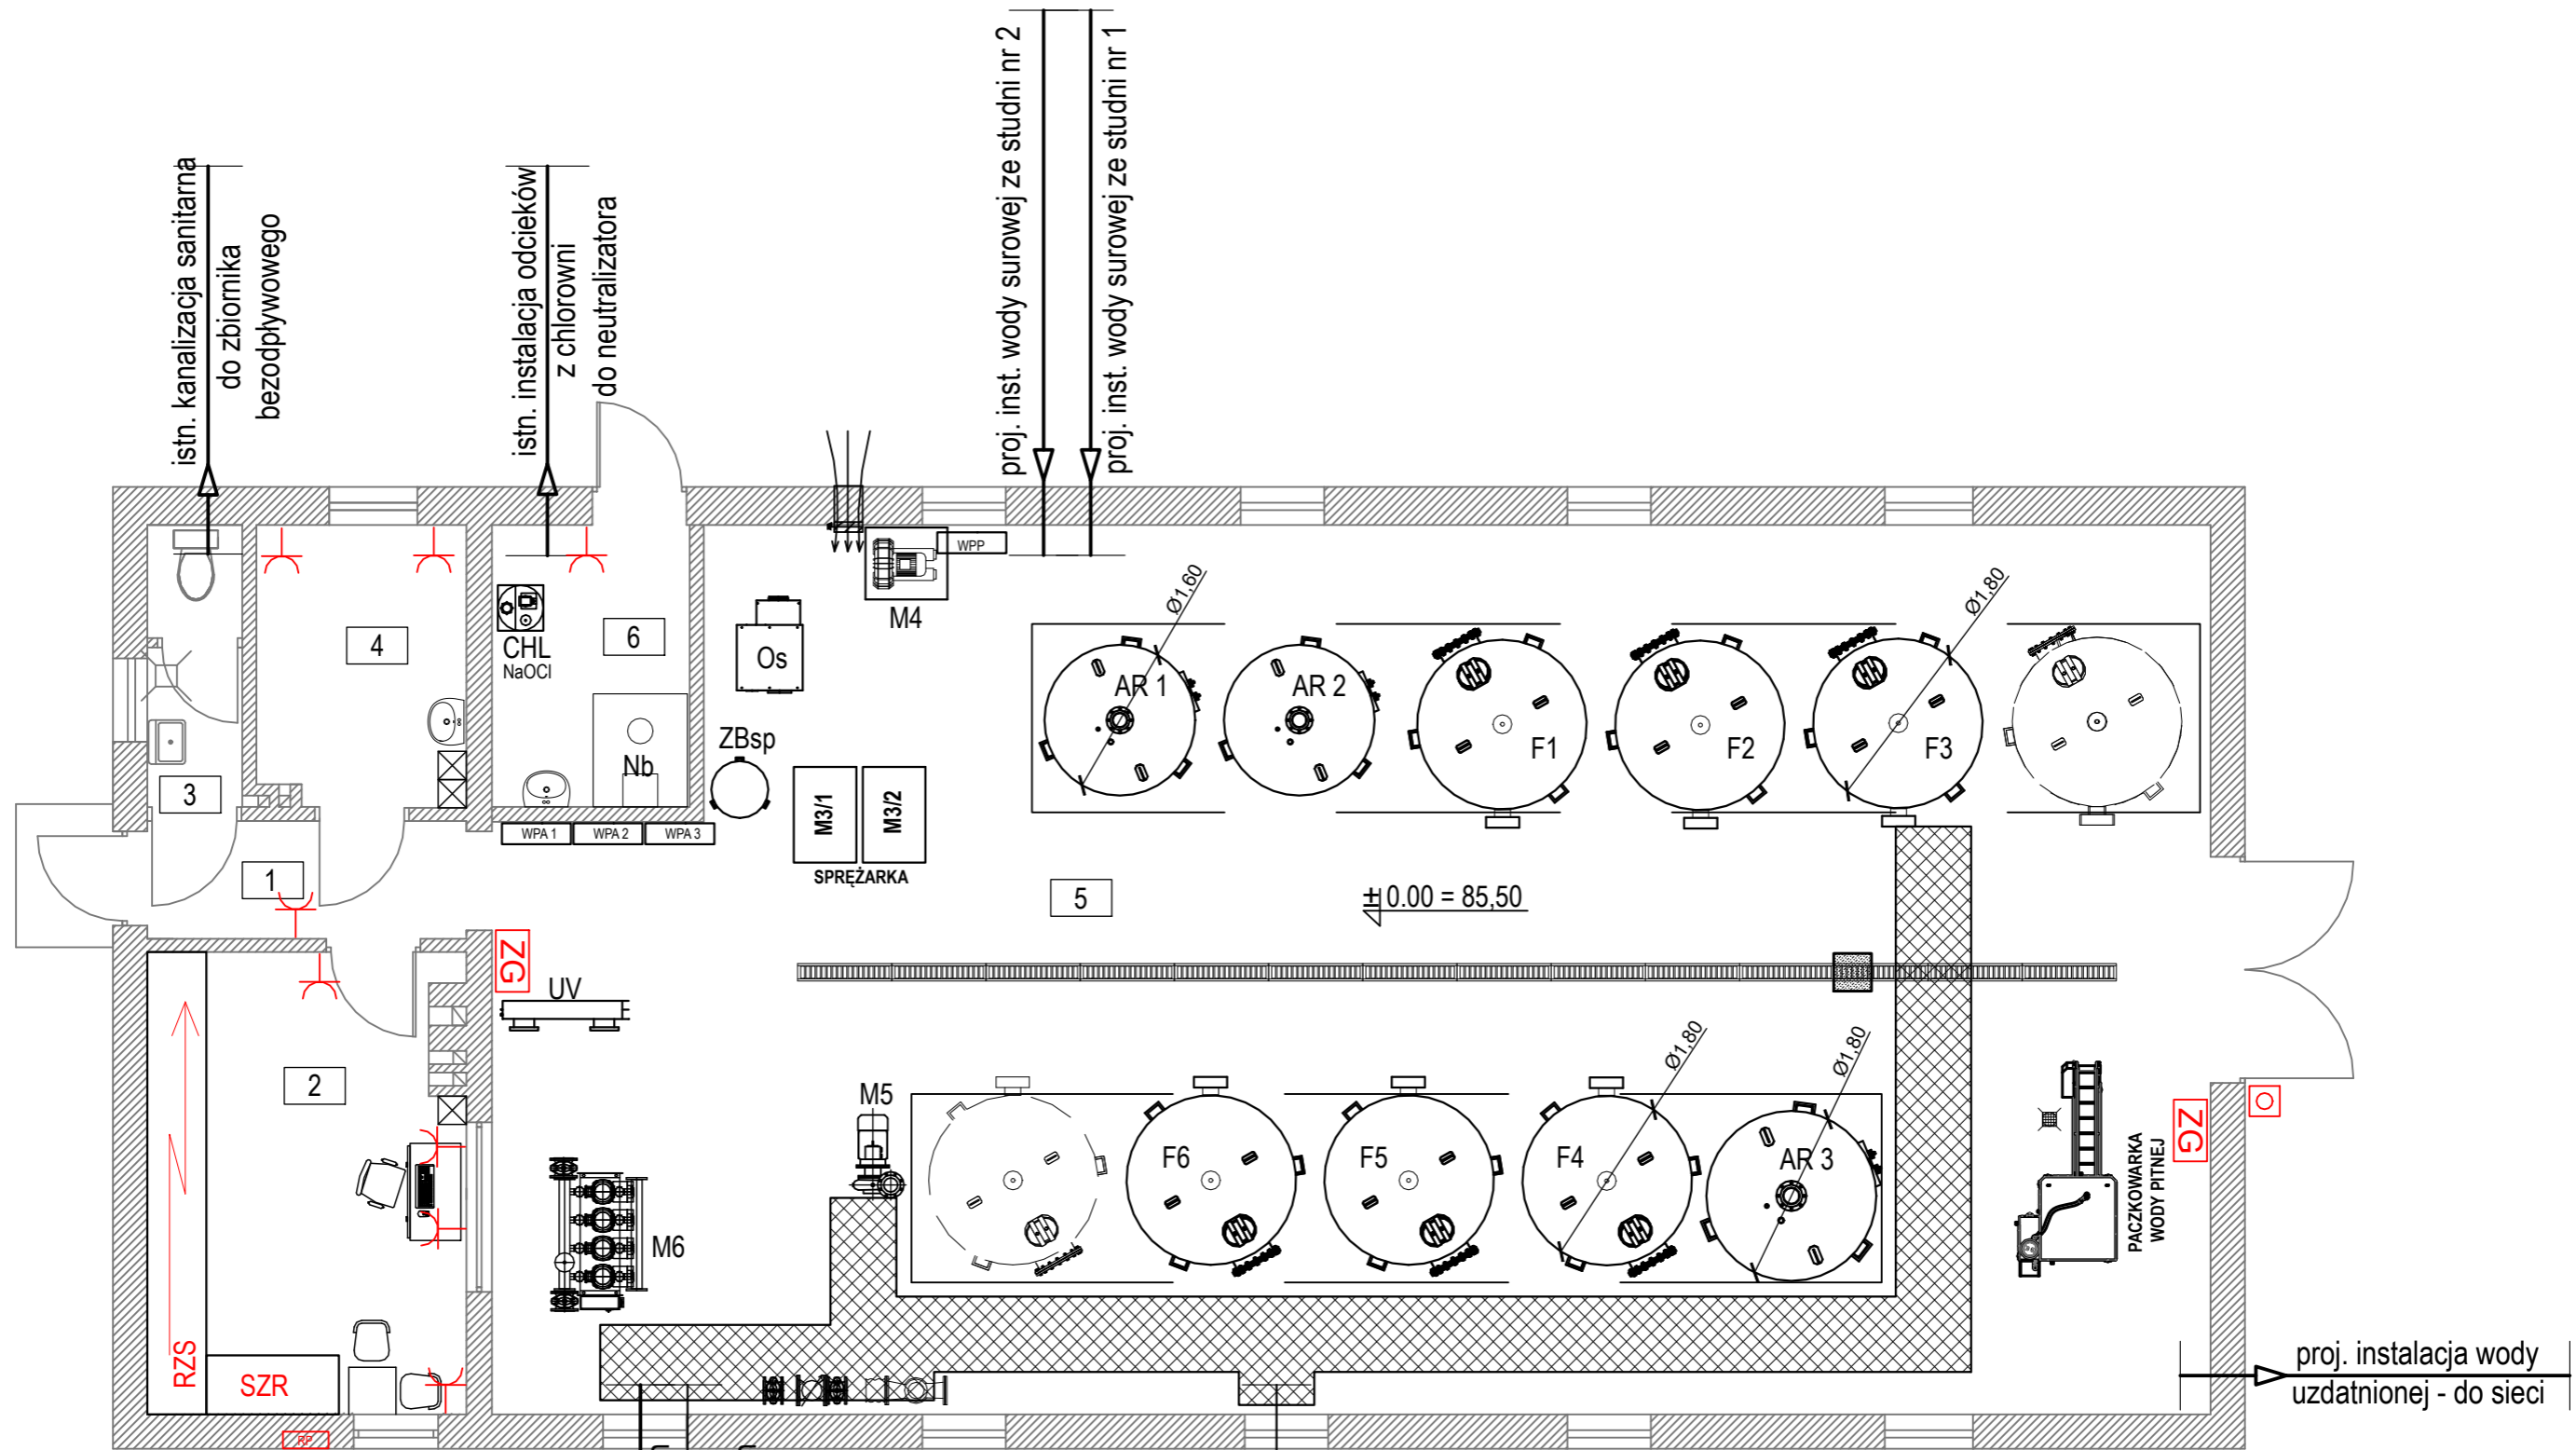 istn. kanalizacja sanitarna
do zbiornika
bezodpływowego
istn. instalacja odcieków
z chlorowni
do neutralizatora
proj. inst. wody surowej ze studni nr 2
proj. inst. wody surowej ze studni nr 1
WPP
M4
Ø1,60
Ø1,80
4
6
CHL
NaOCl
Os
AR 1
AR 2
F1
F2
F3
ZBsp
Nb
3
M3/1
M3/2
WPA 1
WPA 2
WPA 3
SPRĘŻARKA
1
5
±0.00 = 85,50
ZG
UV
2
M5
Ø1,80
Ø1,80
F6
F5
F4
AR 3
ZG
PACZKOWARKA
WODY PITNEJ
M6
RZS
SZR
proj. instalacja wody
uzdatnionej - do sieci
RP